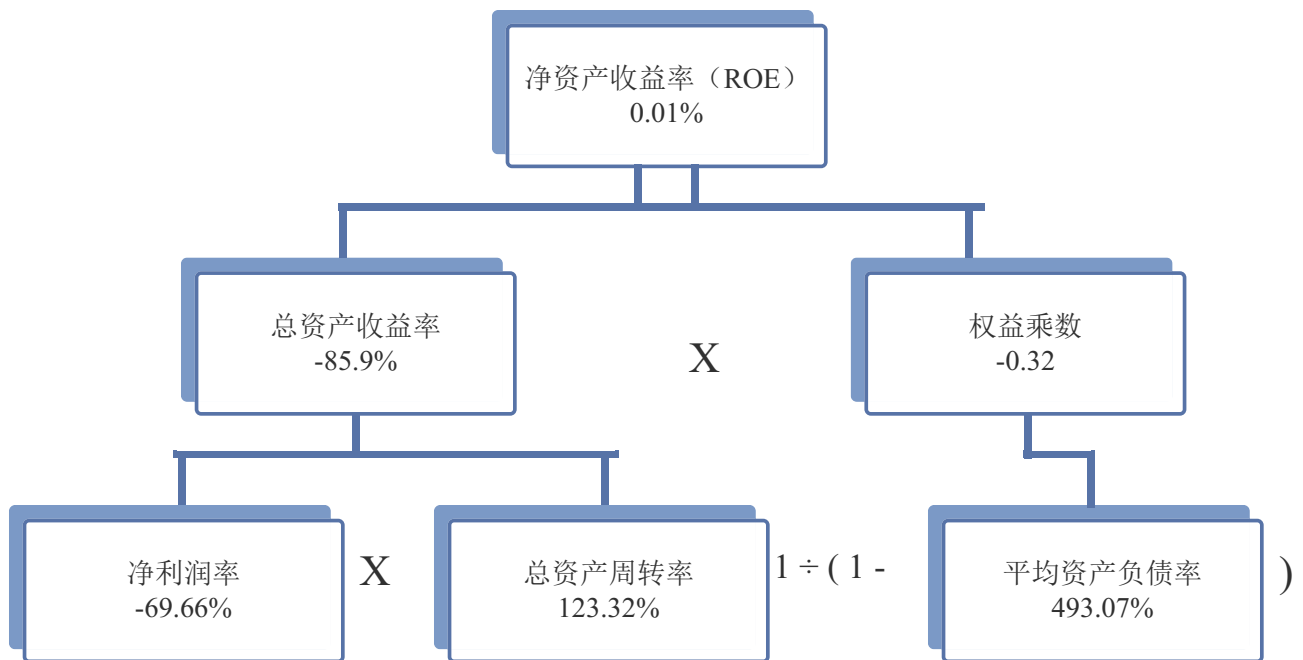 净资产收益率（ROE）
0.01%
总资产收益率
-85.9%
X
权益乘数
-0.32
净利润率
-69.66%
X
总资产周转率
123.32%
1 ÷ ( 1 -
平均资产负债率
493.07%
)